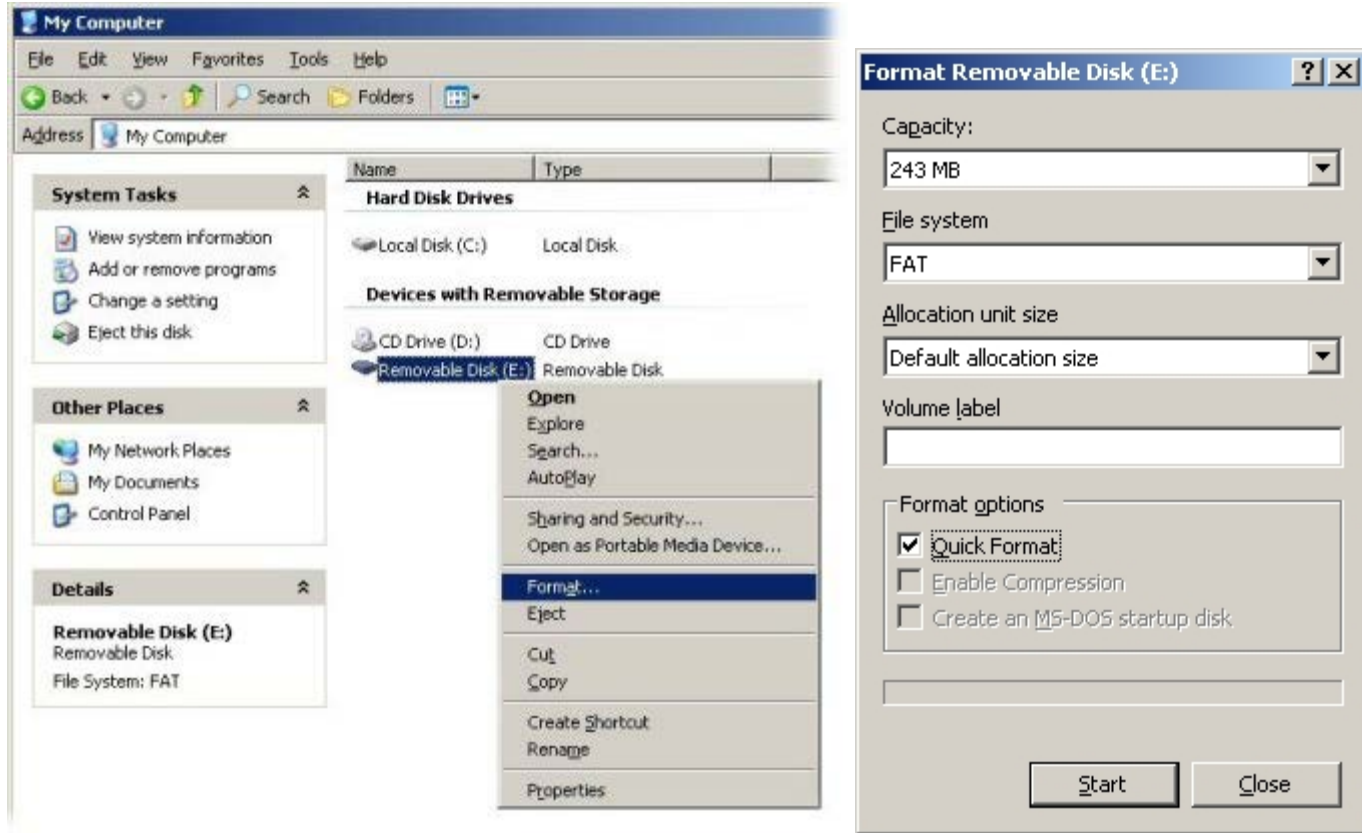 My Computer
File Edit View Favorites Tools Help
Back Search Folders
Address My Computer
System Tasks
View system information
Add or remove programs
Change a setting
Eject this disk
Other Places
My Network Places
My Documents
Control Panel
Details
Removable Disk (E:)
Removable Disk
File System: FAT
Name Type
Hard Disk Drives
Local Disk (C:) Local Disk
Devices with Removable Storage
CD Drive (D:) CD Drive
Removable Disk (E:) Removable Disk
Open
Explore
Search...
AutoPlay
Sharing and Security...
Open as Portable Media Device...
Format...
Eject
Cut
Copy
Create Shortcut
Rename
Properties
Format Removable Disk (E:)
Capacity:
243 MB
File system
FAT
Allocation unit size
Default allocation size
Volume label
Format options
Quick Format
Enable Compression
Create an MS-DOS startup disk
Start Close